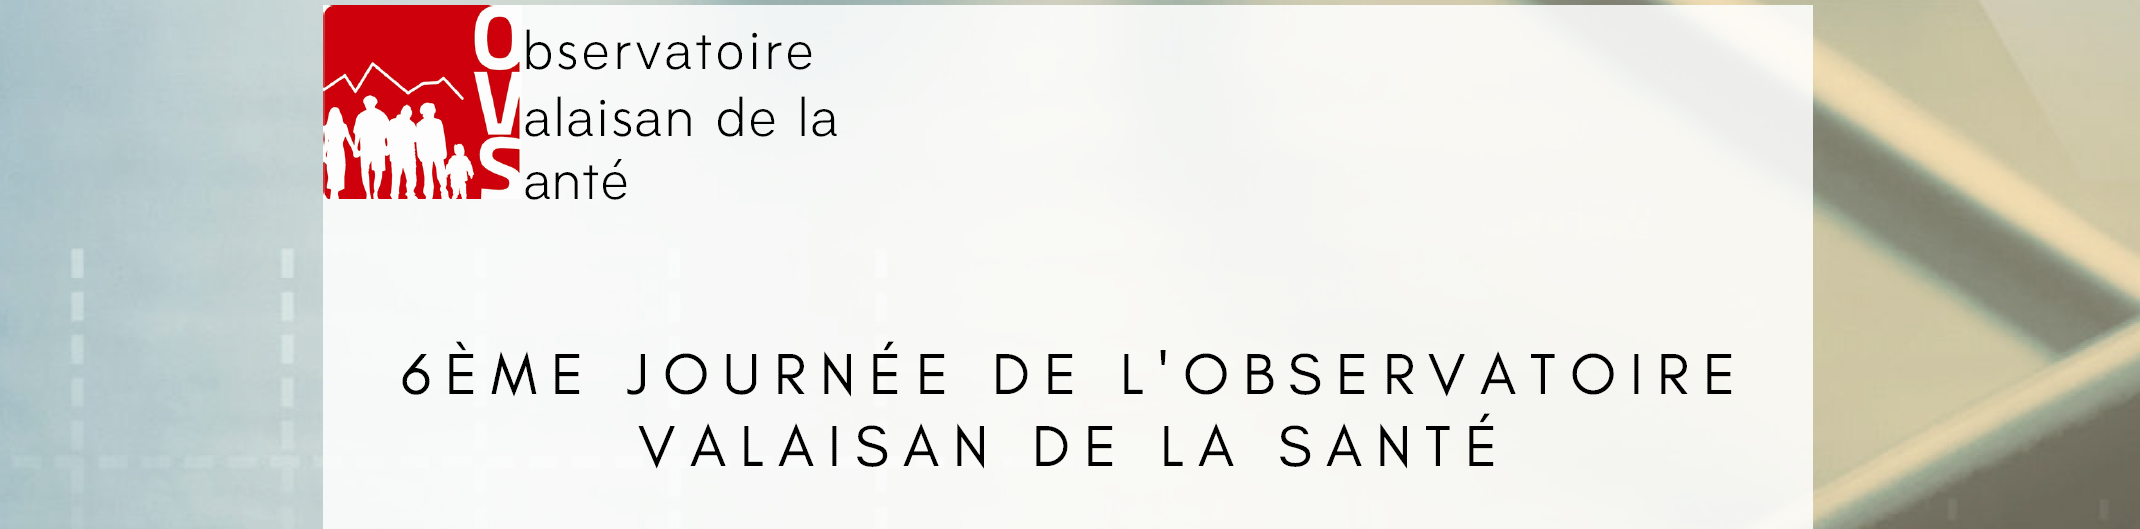 Observatoire
Valaisan de la
Santé
6ÈME JOURNÉE DE L'OBSERVATOIRE
VALAISAN DE LA SANTÉ